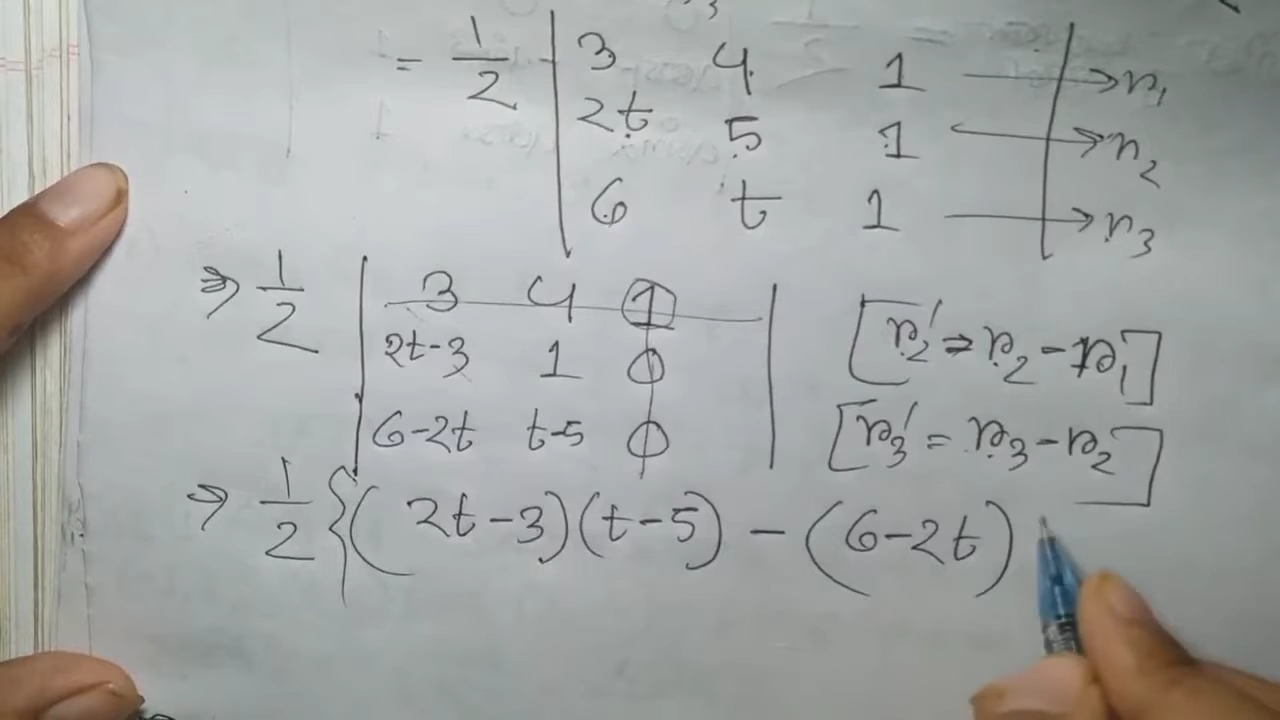 = 1/2 | 3 4 1 | → r₁
2t 5 1 → r₂
6 t 1 → r₃
⇒ 1/2 | 3 4 1 |
2t-3 1 0 [r₂′ = r₂ - r₁]
6-2t t-5 0 [r₃′ = r₃ - r₂]
⇒ 1/2 {(2t-3)(t-5) - (6-2t)